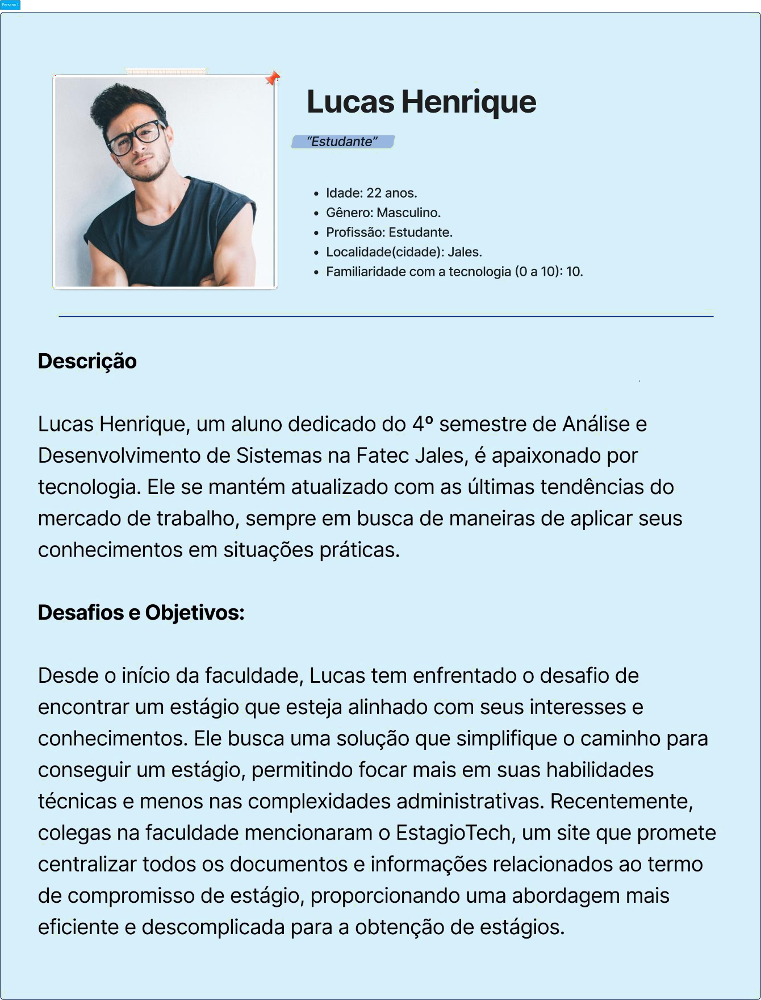 Persona 1
Lucas Henrique
“Estudante”
• Idade: 22 anos.
• Gênero: Masculino.
• Profissão: Estudante.
• Localidade(cidade): Jales.
• Familiaridade com a tecnologia (0 a 10): 10.
Descrição
Lucas Henrique, um aluno dedicado do 4º semestre de Análise e
Desenvolvimento de Sistemas na Fatec Jales, é apaixonado por
tecnologia. Ele se mantém atualizado com as últimas tendências do
mercado de trabalho, sempre em busca de maneiras de aplicar seus
conhecimentos em situações práticas.
Desafios e Objetivos:
Desde o início da faculdade, Lucas tem enfrentado o desafio de
encontrar um estágio que esteja alinhado com seus interesses e
conhecimentos. Ele busca uma solução que simplifique o caminho para
conseguir um estágio, permitindo focar mais em suas habilidades
técnicas e menos nas complexidades administrativas. Recentemente,
colegas na faculdade mencionaram o EstagioTech, um site que promete
centralizar todos os documentos e informações relacionados ao termo
de compromisso de estágio, proporcionando uma abordagem mais
eficiente e descomplicada para a obtenção de estágios.